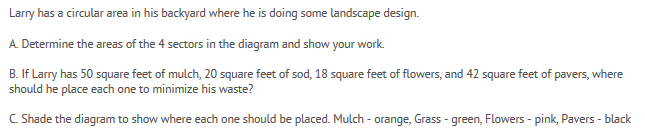 Larry has a circular area in his backyard where he is doing some landscape design.
A. Determine the areas of the 4 sectors in the diagram and show your work.
B. If Larry has 50 square feet of mulch, 20 square feet of sod, 18 square feet of flowers, and 42 square feet of pavers, where
should he place each one to minimize his waste?
C. Shade the diagram to show where each one should be placed. Mulch - orange, Grass - green, Flowers - pink, Pavers - black